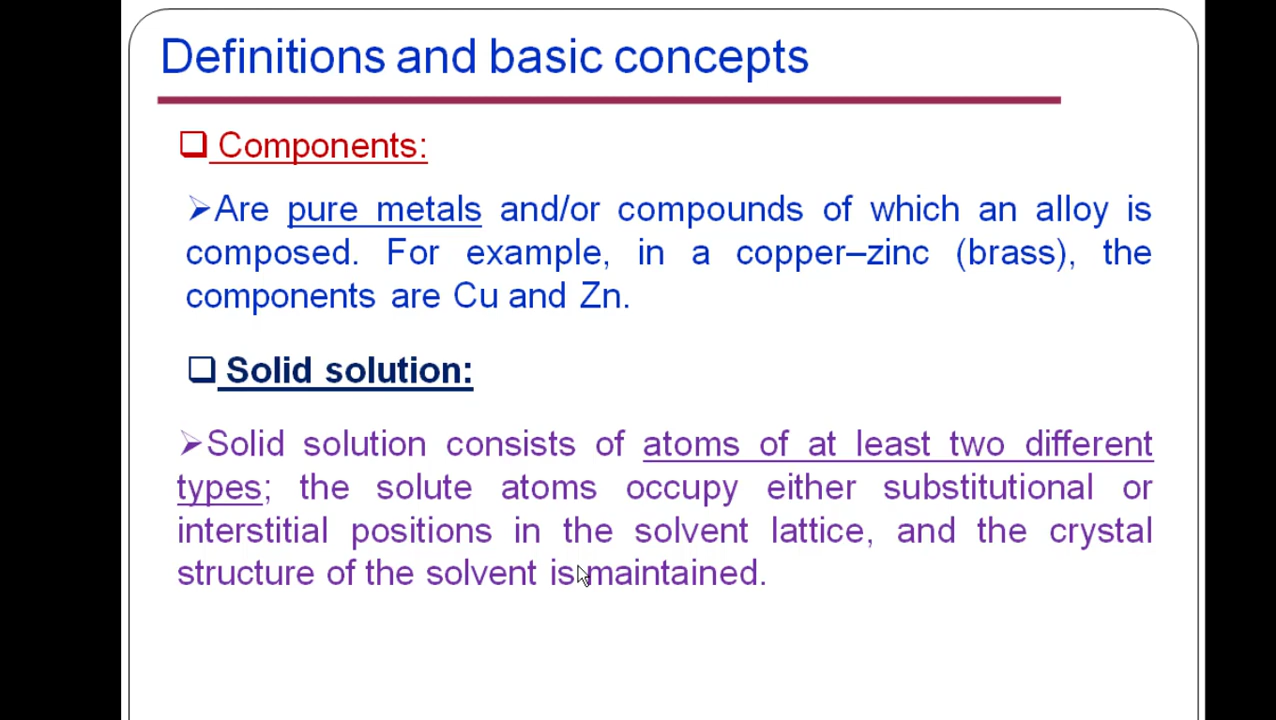 Definitions and basic concepts
❑ Components:
➢Are pure metals and/or compounds of which an alloy is
composed. For example, in a copper–zinc (brass), the
components are Cu and Zn.
❑ Solid solution:
➢Solid solution consists of atoms of at least two different
types; the solute atoms occupy either substitutional or
interstitial positions in the solvent lattice, and the crystal
structure of the solvent is maintained.